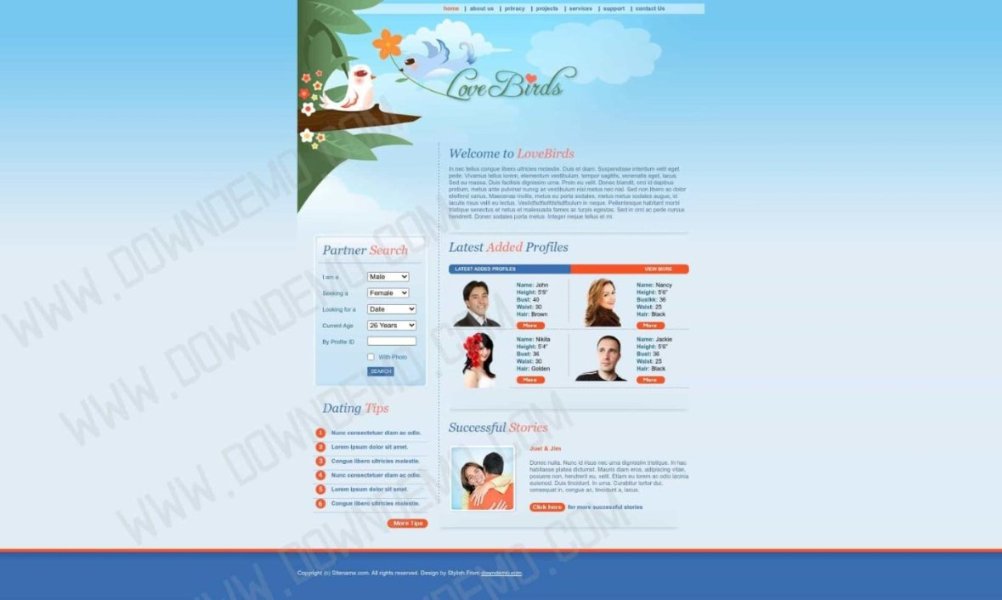 home | about us | privacy | projects | services | support | contact Us
Love Birds
Welcome to LoveBirds
In nec tellus congue libero ultricies molestie. Duis et diam. Suspendisse interdum velit eget
pede. Vivamus tellus lorem, elementum vestibulum, tempor sagittis, venenatis eget, lacus.
Sed eu massa. Duis facilisis dignissim urna. Proin eu velit. Donec blandit, orci id dapibus
pretium, metus ante pulvinar nunc ac vestibulum nisl metus nec nisl. Sed non libero eu dolor
eleifend varius. Maecenas mollis, metus eu porta sodales, metus metus sodales augue, id
iaculis risus velit eu lectus.
Pellentesque habitant morbi
tristique senectus et netus et malesuada fames ac turpis egestas. Sed in orci ac pede cursus
hendrerit. Donec sodales porta metus. Integer neque tellus et mi.
Partner Search
I am a Male
Seeking a Female
Looking for a Date
Current Age 26 Years
By Profile ID
With Photo
SEARCH
Latest Added Profiles
LATEST ADDED PROFILES VIEW MORE
Name: John
Height: 5'8"
Bust: 40
Waist: 30
Hair: Brown
More
Name: Nancy
Height: 5'6"
Waist: 25
Hair: Black
More
Name: Nikita
Height: 5'4"
Bust: 36
Waist: 30
Hair: Golden
More
Name: Jackie
Height: 5'6"
Bust: 36
Waist: 25
Hair: Black
More
Dating Tips
1 Nunc consectetuer diam ac odio.
2 Lorem ipsum dolor sit amet.
3 Congue libero ultricies molestie.
4 Nunc consectetuer diam ac odio.
5 Lorem ipsum dolor sit amet.
6 Congue libero ultricies molestie.
More Tips
Successful Stories
Donec nulla. Nunc id risus nec urna dignissim tristique. In hac
habitasse platea dictumst. Mauris diam eros, adipiscing vitae,
posuere non, hendrerit eu, velit. Etiam eu lorem ac odio lacinia
euismod. Duis tincidunt. In urna. Curabitur tortor dui,
consequat in, congue at, tincidunt a, lacus.
Click here for more successful stories
Copyright (c) Sitename.com. All rights reserved. Design by Stylish From downdemo.com
WWW.DOWNDEMO.COM
WWW.DOWNDEMO.COM
WWW.DOWNDEMO.COM
WWW.DOWNDEMO.COM